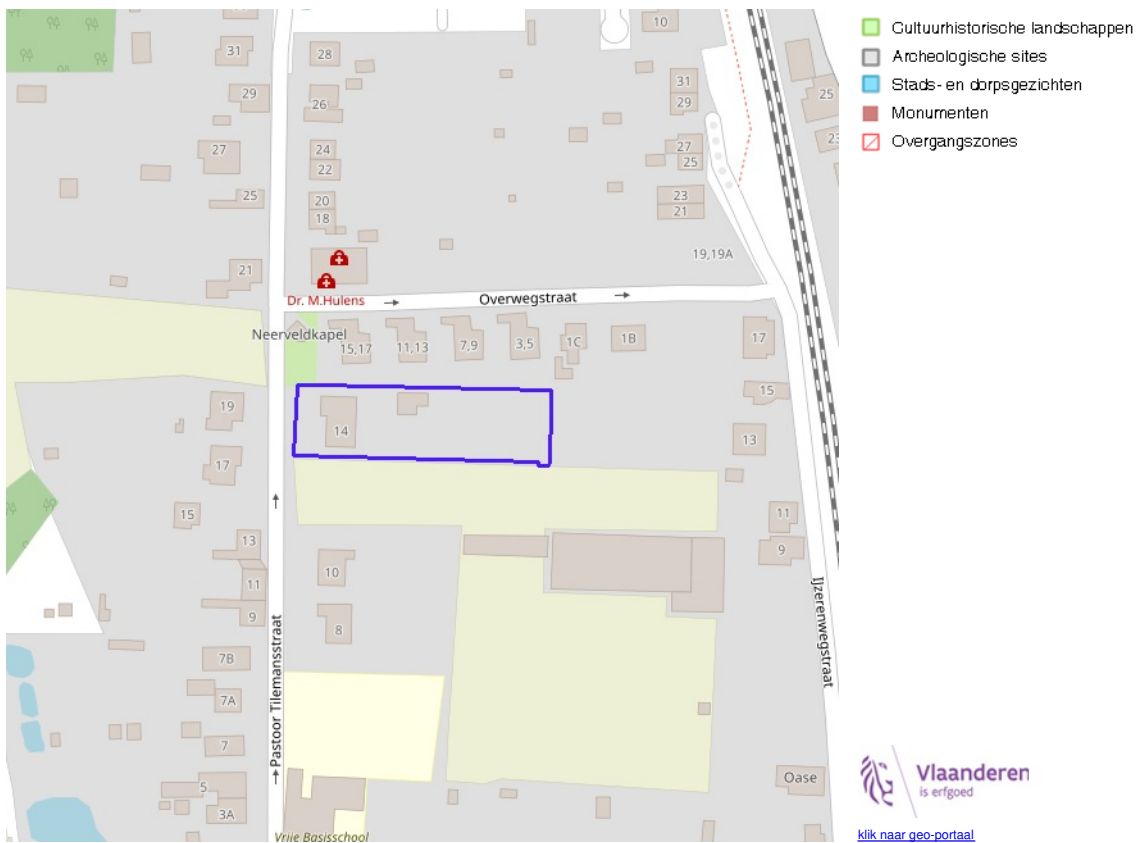 Cultuurhistorische landschappen
Archeologische sites
Stads- en dorpsgezichten
Monumenten
Overgangszones
10
31
28
29
26
31
29
25
27
24
22
27
25
25
20
18
23
21
19,19A
21
Dr. M.Hulens
Overwegstraat
Neerveldkapel
15,17
11,13
7,9
3,5
1C
1B
17
15
19
14
13
17
15
11
13
9
10
11
9
8
7B
7A
7
5
3A
IJzerenwegstraat
Pastoor Tilemansstraat
Oase
Vrije Basisschool
Vlaanderen
is erfgoed
klik naar geo-portaal